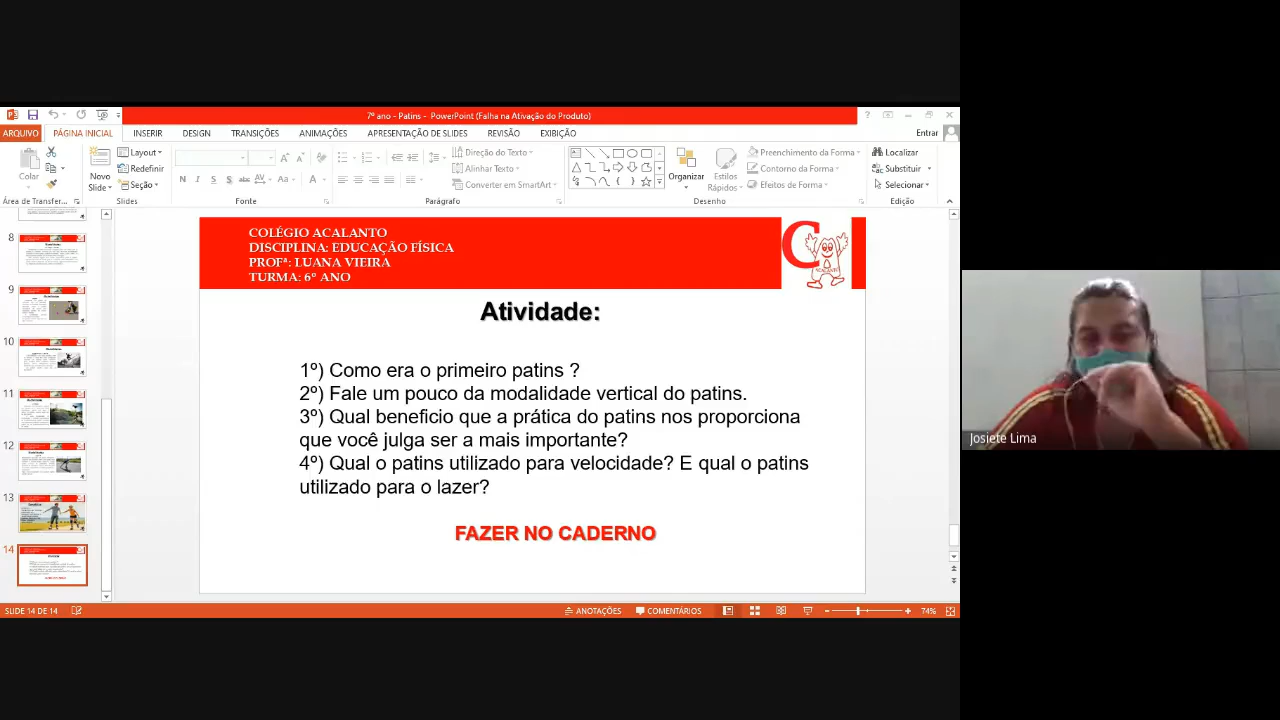 7º ano - Patins - PowerPoint (Falha na Ativação do Produto)
ARQUIVO PÁGINA INICIAL INSERIR DESIGN TRANSIÇÕES ANIMAÇÕES APRESENTAÇÃO DE SLIDES REVISÃO EXIBIÇÃO Entrar
Colar
Área de Transfer...
Novo
Slide
Layout
Redefinir
Seção
Slides
N I S S abc AV Aa A
Fonte
Direção do Texto
Alinhar Texto
Converter em SmartArt
Parágrafo
Organizar
Estilos
Rápidos
Preenchimento da Forma
Contorno da Forma
Efeitos de Forma
Desenho
Localizar
Substituir
Selecionar
Edição
8
9
10
11
12
13
14
COLÉGIO ACALANTO
DISCIPLINA: EDUCAÇÃO FÍSICA
PROFª: LUANA VIEIRA
TURMA: 6º ANO
C
ACALANTO
Atividade:
1º) Como era o primeiro patins ?
2º) Fale um pouco da modalidade vertical do patins.
3º) Qual beneficio que a prática do patins nos proporciona
que você julga ser a mais importante?
4º) Qual o patins utilizado para velocidade? E qual o patins
utilizado para o lazer?
FAZER NO CADERNO
Josiete Lima
SLIDE 14 DE 14 ANOTAÇÕES COMENTÁRIOS 74%